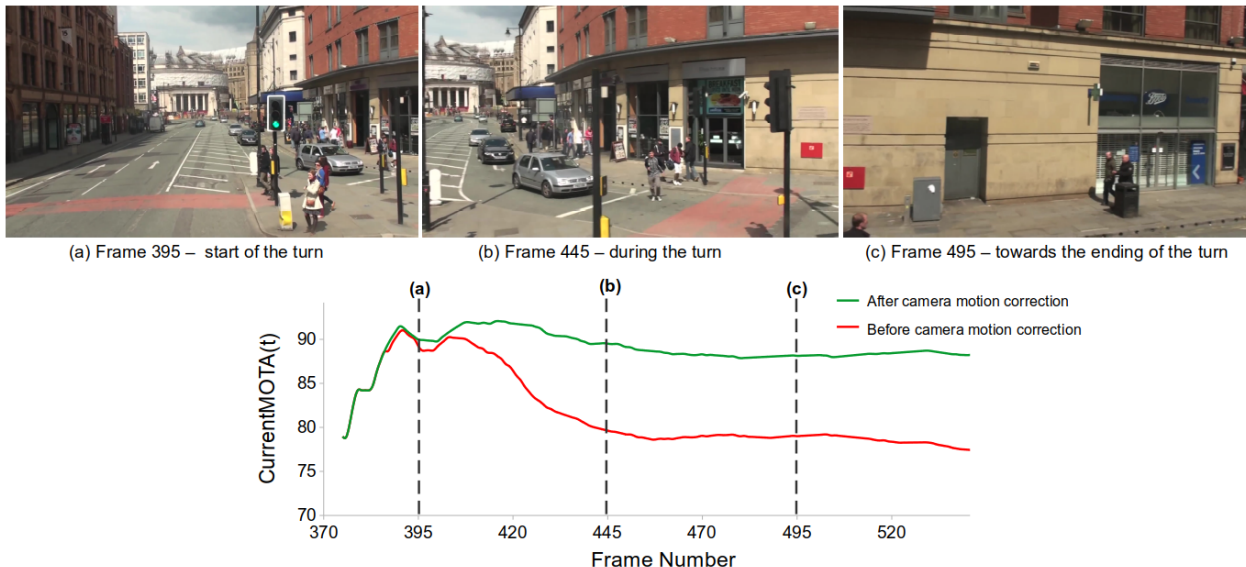 (a) Frame 395 – start of the turn
(b) Frame 445 – during the turn
(c) Frame 495 – towards the ending of the turn
(a)
(b)
(c)
After camera motion correction
Before camera motion correction
CurrentMOTA(t)
90
85
80
75
70
370
395
420
445
470
495
520
Frame Number